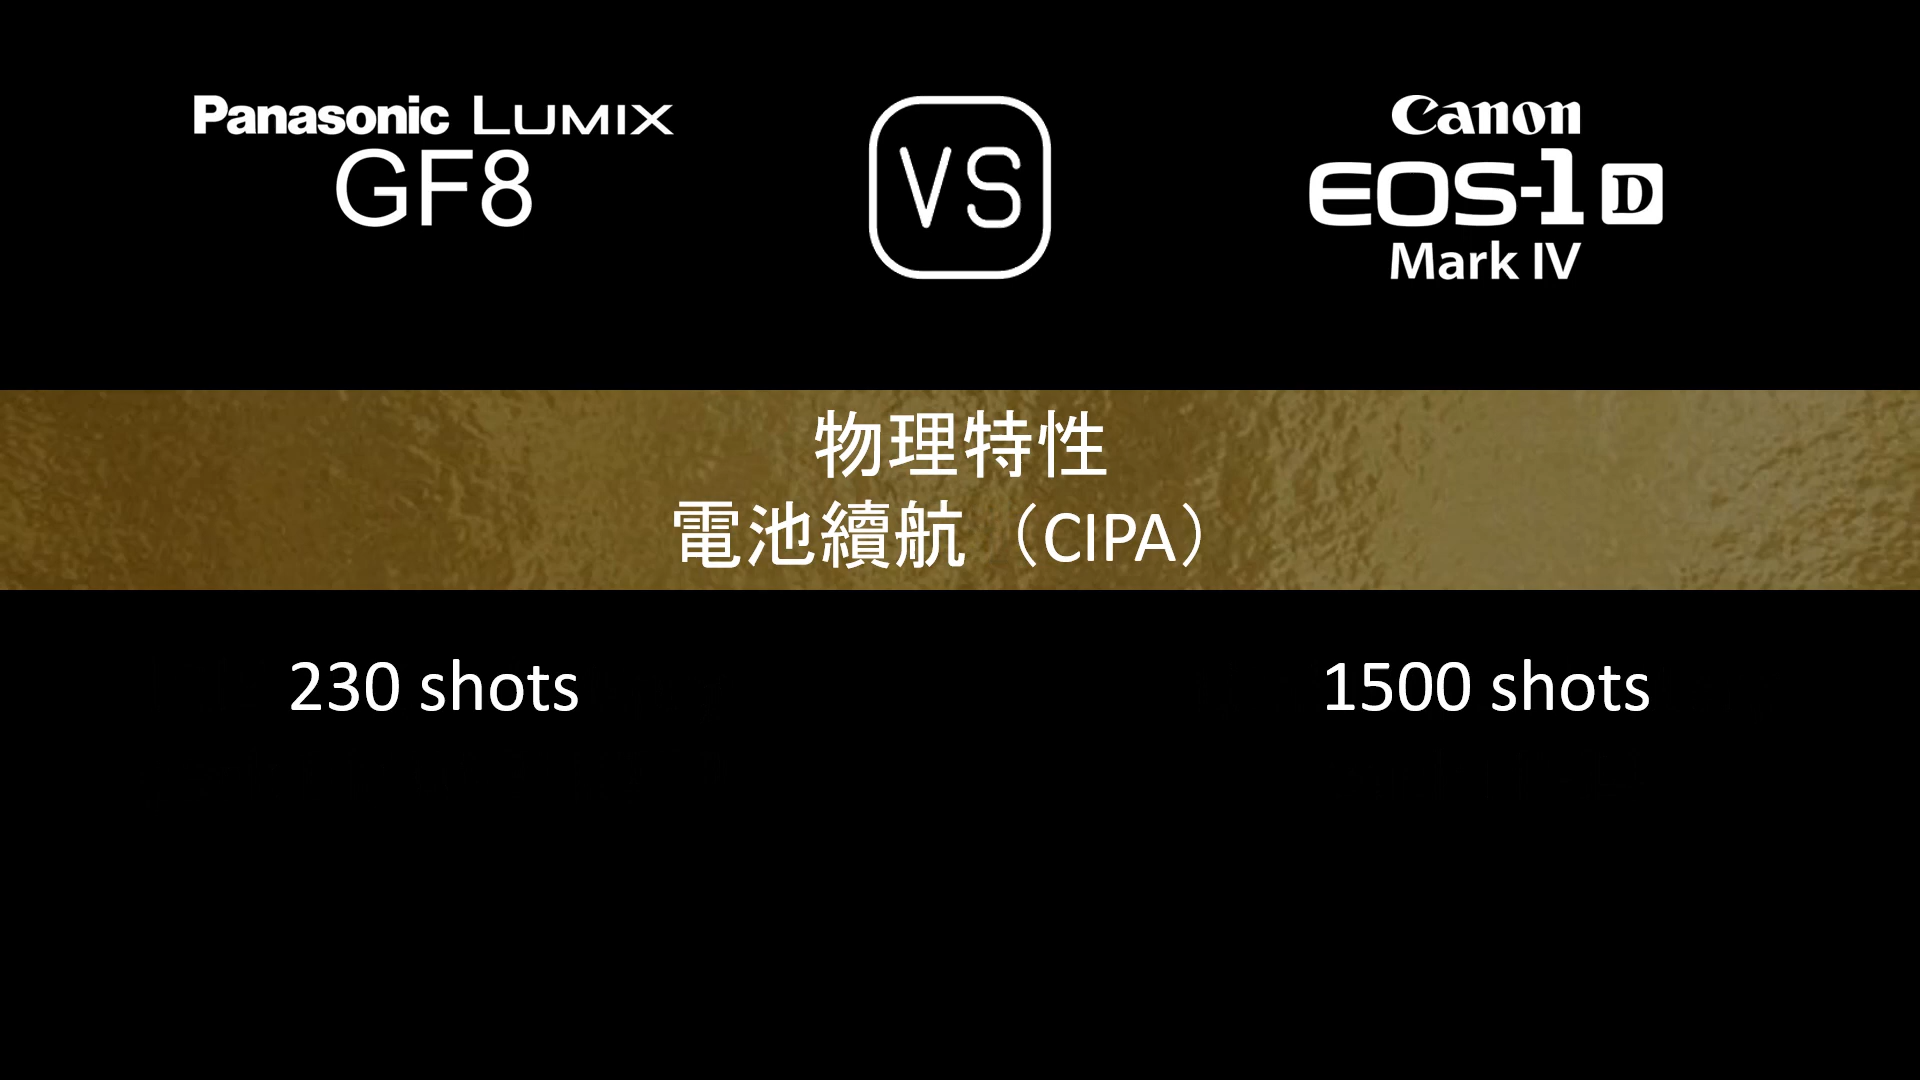 Panasonic LUMIX
GF8
VS
Canon
EOS-1D
Mark IV
物理特性
電池續航（CIPA）
230 shots
1500 shots